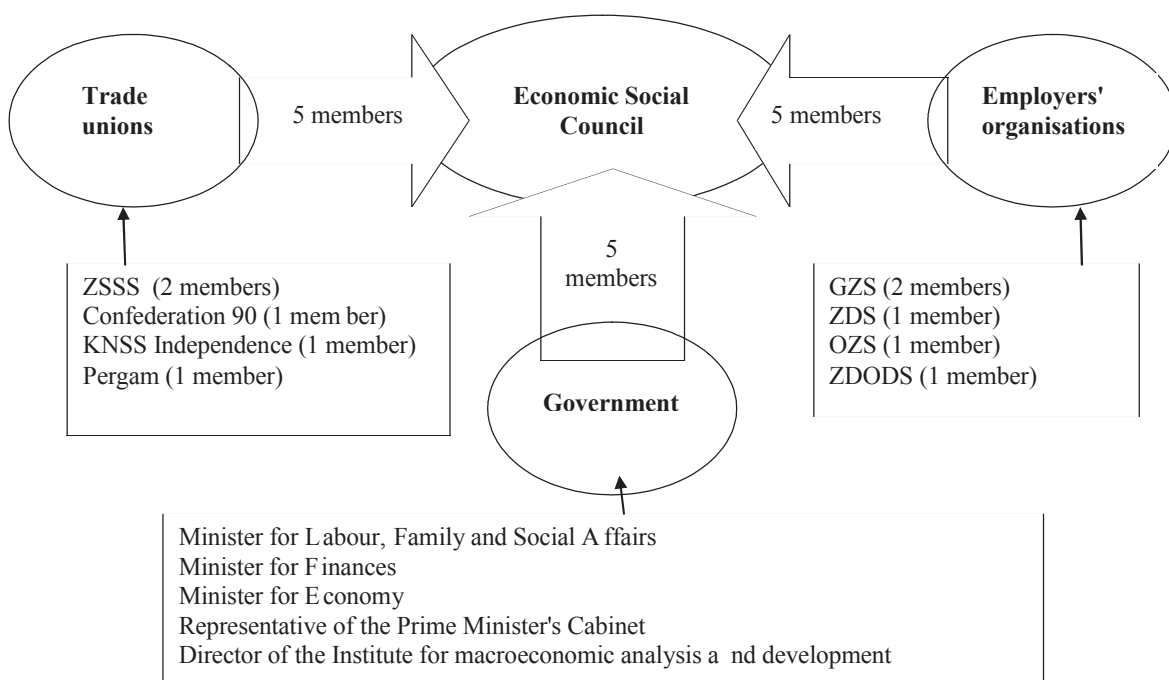 Trade
unions
5 members
Economic Social
Council
5 members
Employers'
organisations
ZSSS (2 members)
Confederation 90 (1 mem ber)
KNSS Independence (1 member)
Pergam (1 member)
5
members
GZS (2 members)
ZDS (1 member)
OZS (1 member)
ZDODS (1 member)
Government
Minister for Labour, Family and Social A ffairs
Minister for Finances
Minister for Economy
Representative of the Prime Minister's Cabinet
Director of the Institute for macroeconomic analysis a nd development